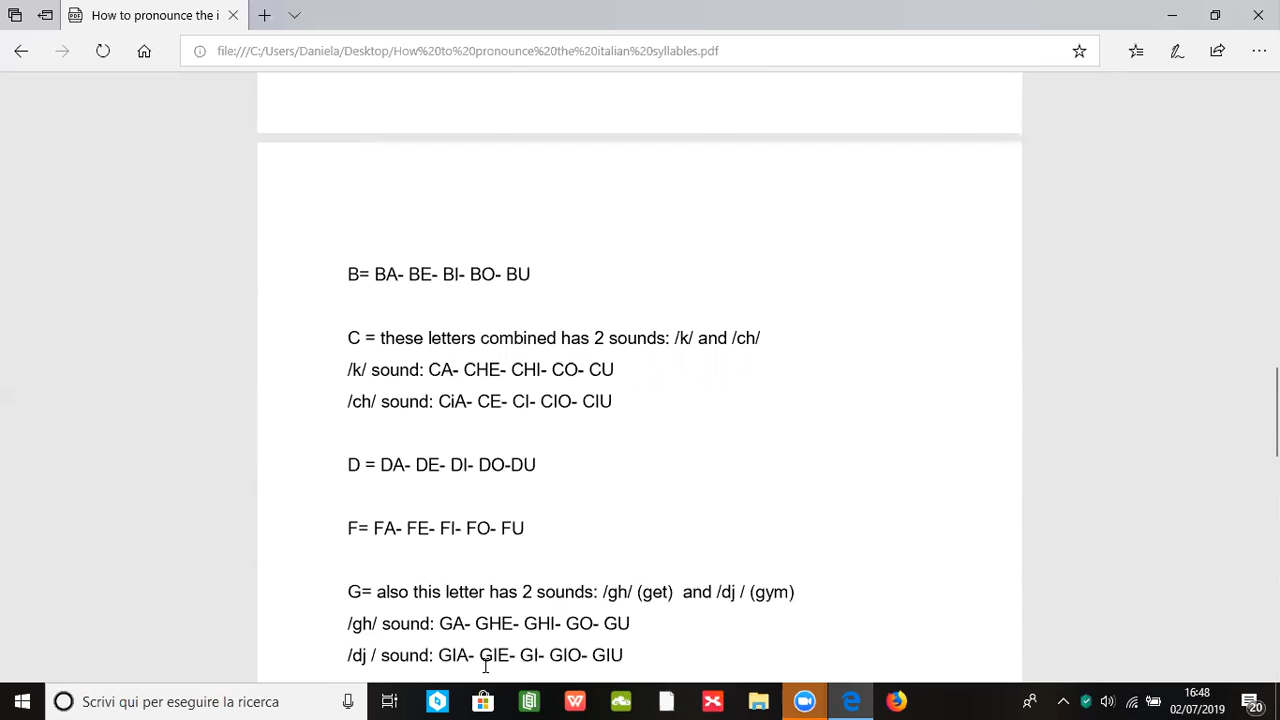 How to pronounce the i
file:///C:/Users/Daniela/Desktop/How%20to%20pronounce%20the%20italian%20syllables.pdf
B= BA- BE- BI- BO- BU
C = these letters combined has 2 sounds: /k/ and /ch/
/k/ sound: CA- CHE- CHI- CO- CU
/ch/ sound: CiA- CE- CI- CIO- CIU
D = DA- DE- DI- DO-DU
F= FA- FE- FI- FO- FU
G= also this letter has 2 sounds: /gh/ (get)  and /dj / (gym)
/gh/ sound: GA- GHE- GHI- GO- GU
/dj / sound: GIA- GIE- GI- GIO- GIU
Scrivi qui per eseguire la ricerca
16:48
02/07/2019
20